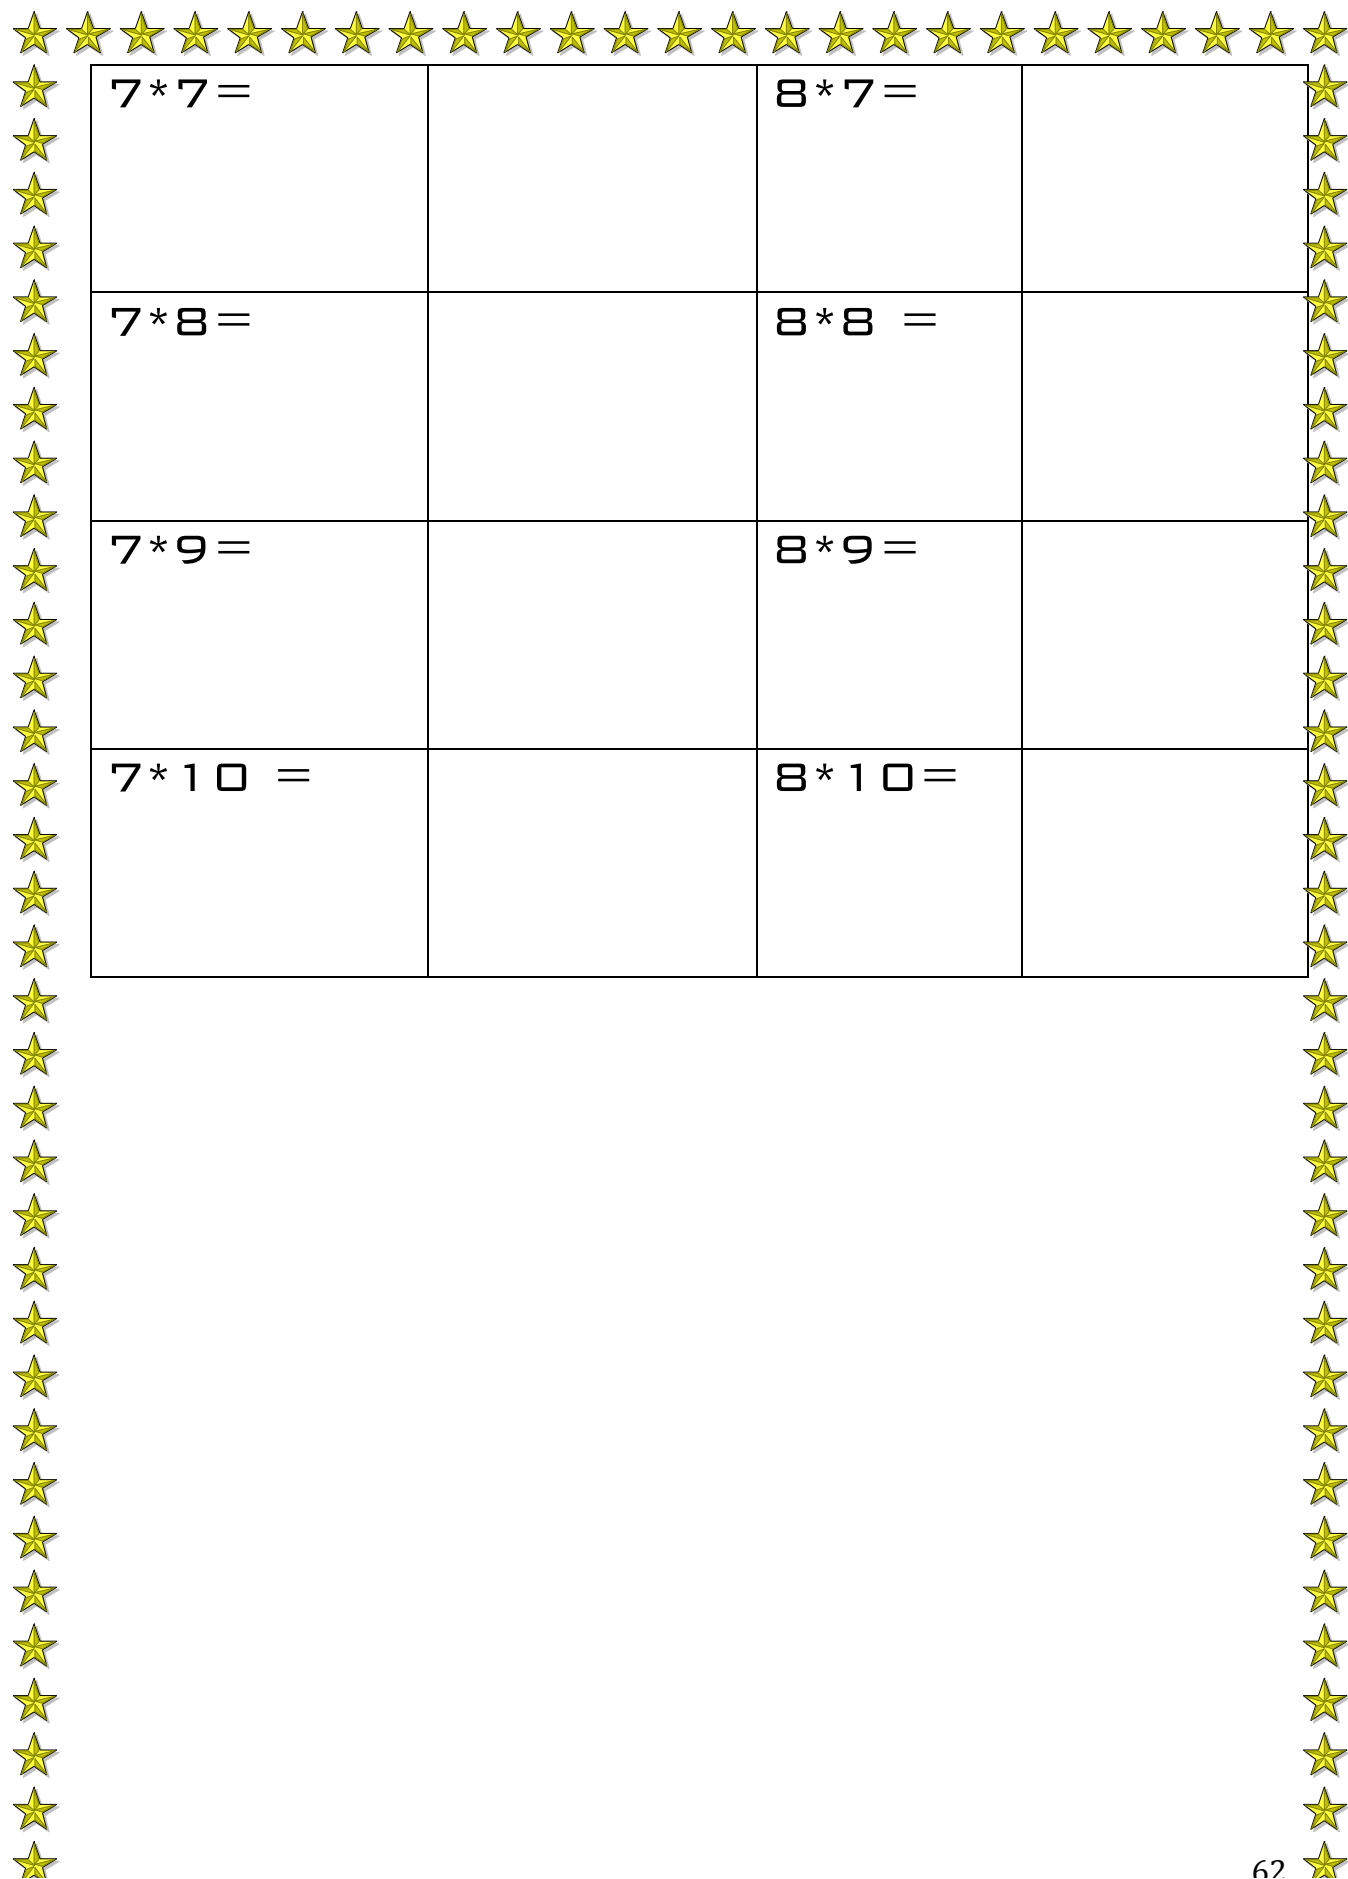 7*7= 8*7=
7*8= 8*8 =
7*9= 8*9=
7*10 = 8*10=
62